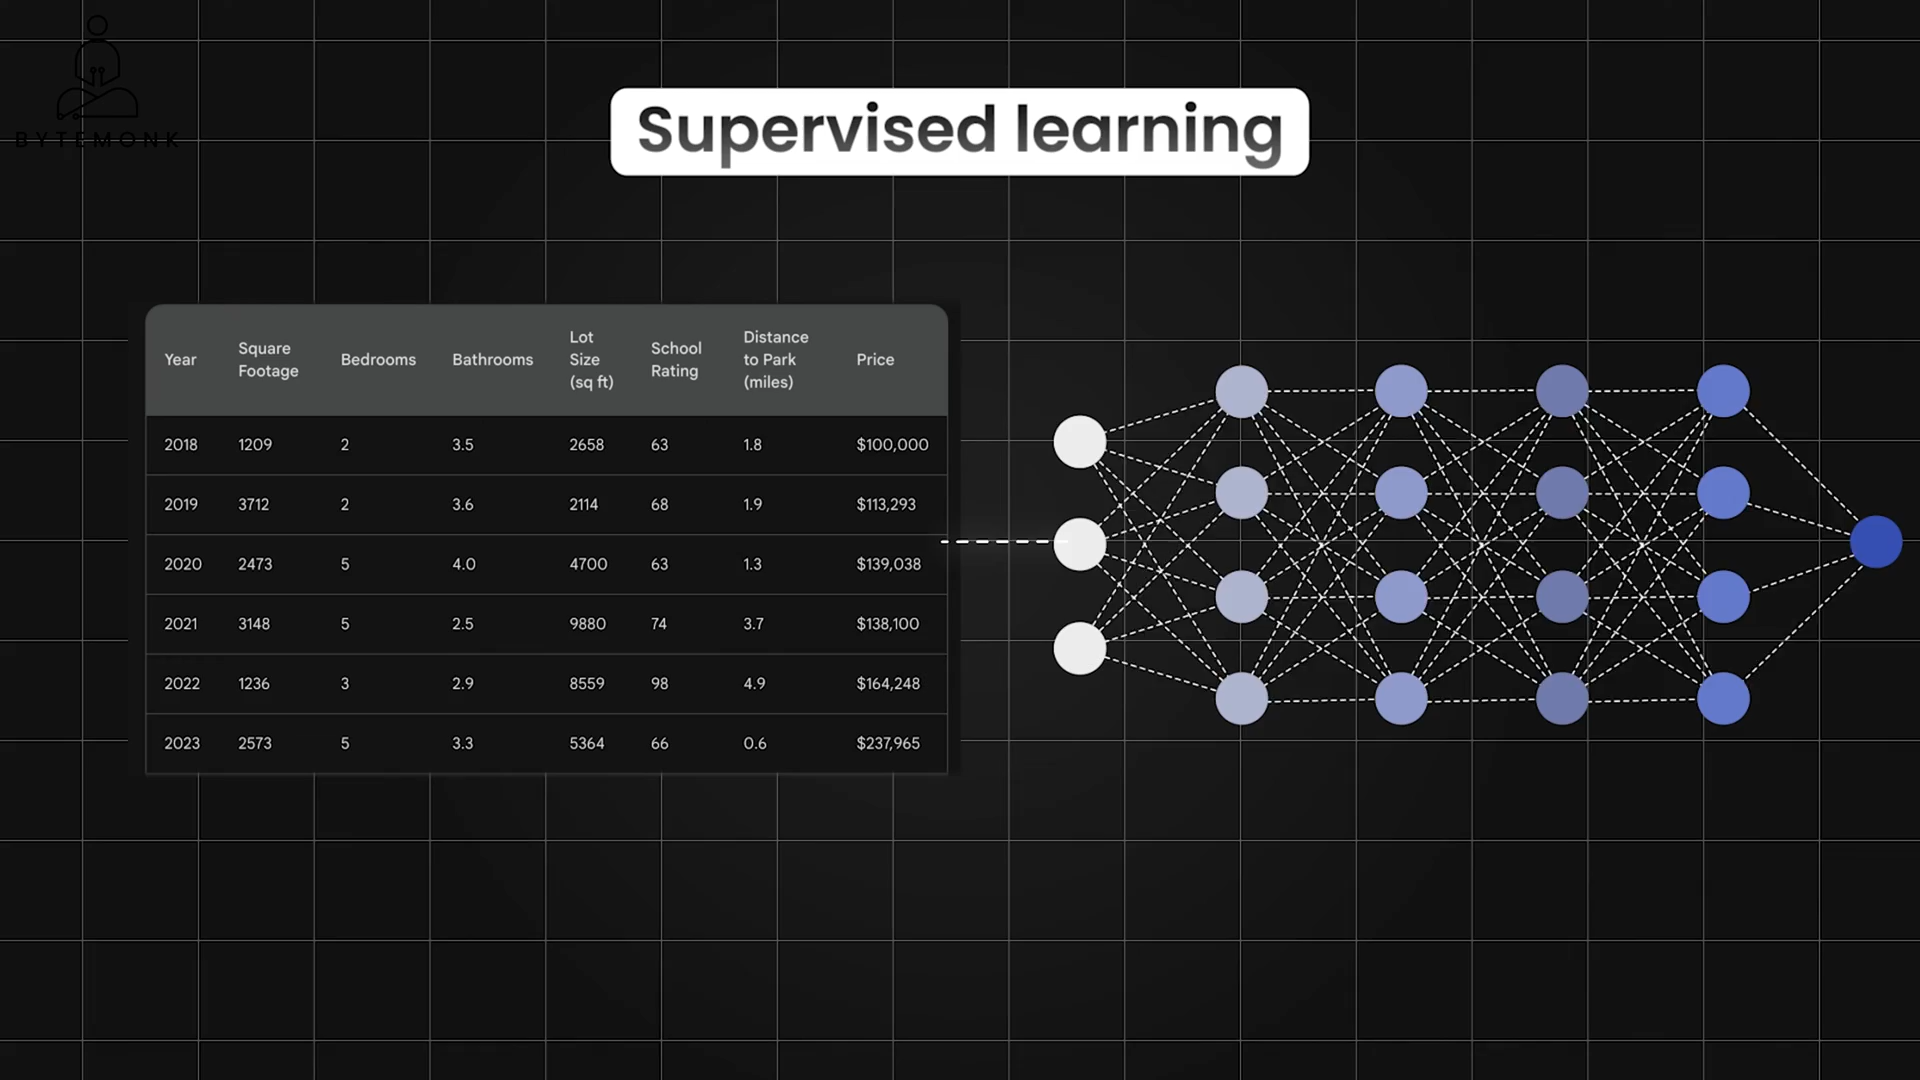 BYTEMONK
Supervised learning
Year Square Footage Bedrooms Bathrooms Lot Size (sq ft) School Rating Distance to Park (miles) Price
2018 1209 2 3.5 2658 63 1.8 $100,000
2019 3712 2 3.6 2114 68 1.9 $113,293
2020 2473 5 4.0 4700 63 1.3 $139,038
2021 3148 5 2.5 9880 74 3.7 $138,100
2022 1236 3 2.9 8559 98 4.9 $164,248
2023 2573 5 3.3 5364 66 0.6 $237,965